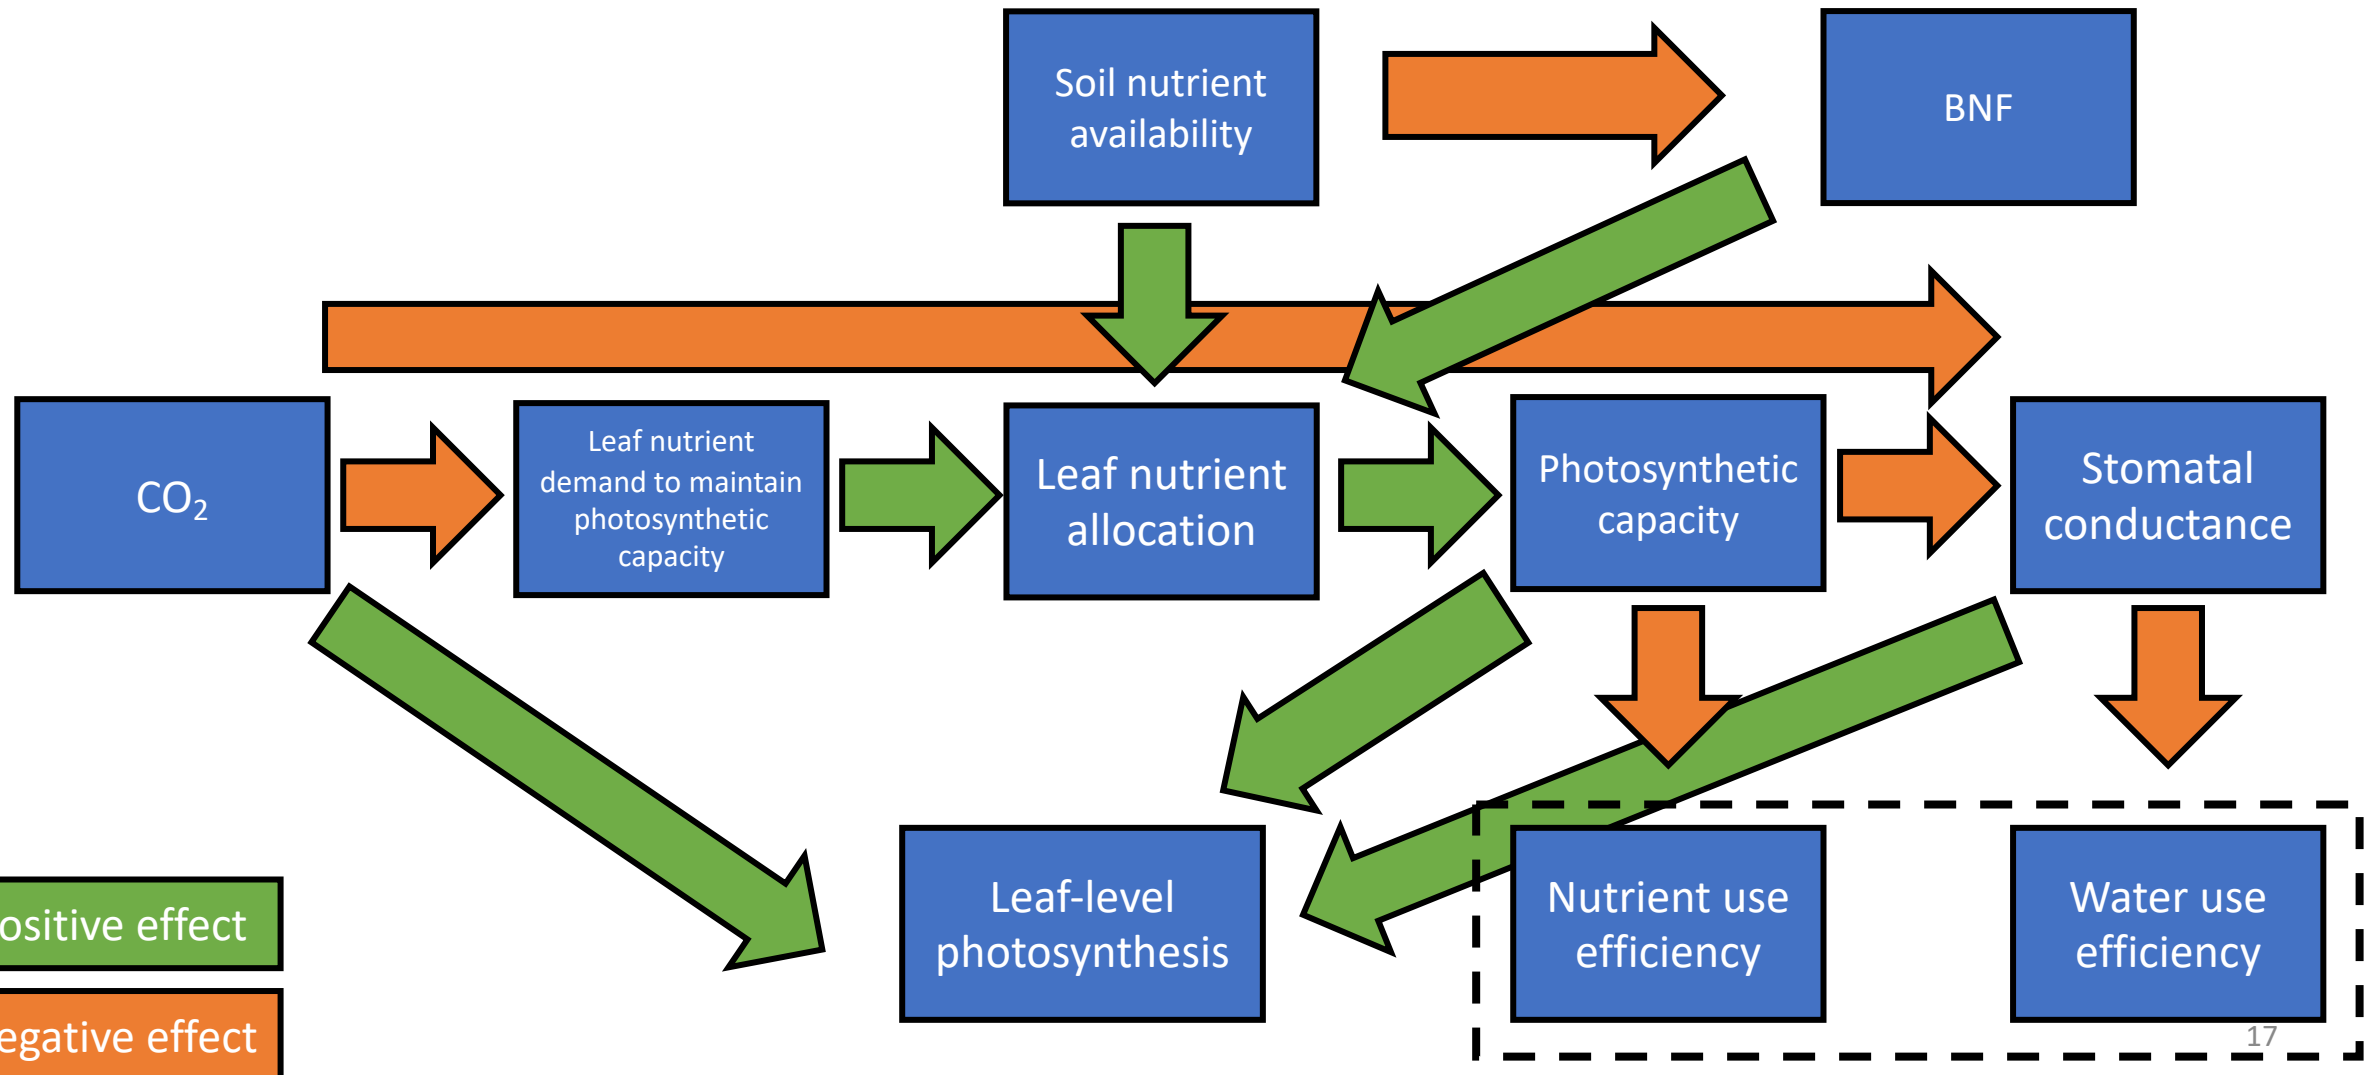 Soil nutrient
availability
BNF
CO₂
Leaf nutrient
demand to maintain
photosynthetic
capacity
Leaf nutrient
allocation
Photosynthetic
capacity
Stomatal
conductance
Leaf-level
photosynthesis
Nutrient use
efficiency
Water use
efficiency
ositive effect
egative effect
17